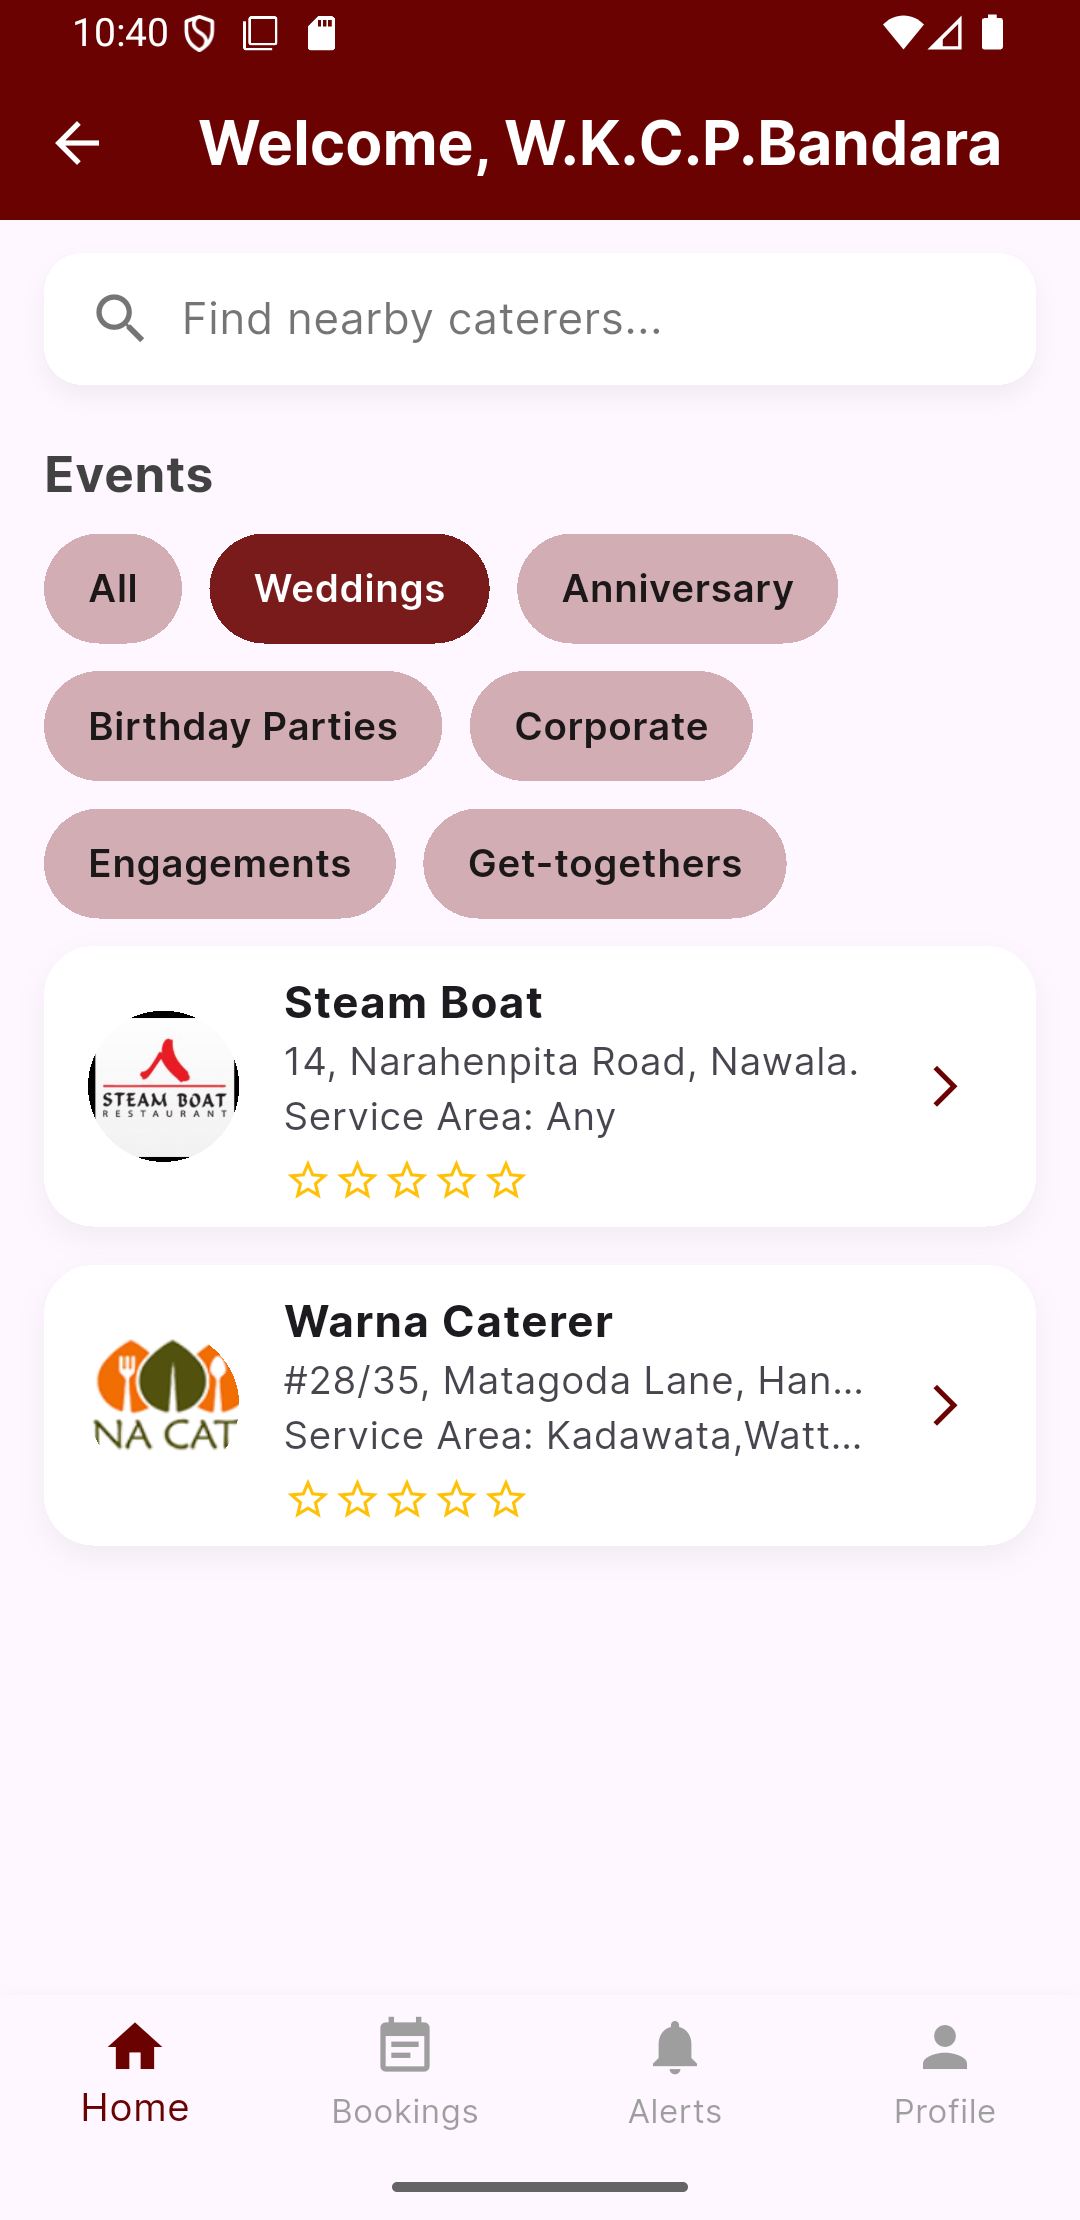 10:40
Welcome, W.K.C.P.Bandara
Find nearby caterers...
Events
All
Weddings
Anniversary
Birthday Parties
Corporate
Engagements
Get-togethers
Steam Boat
14, Narahenpita Road, Nawala.
Service Area: Any
STEAM BOAT
RESTAURANT
Warna Caterer
#28/35, Matagoda Lane, Han...
Service Area: Kadawata,Watt...
NA CAT
Home
Bookings
Alerts
Profile